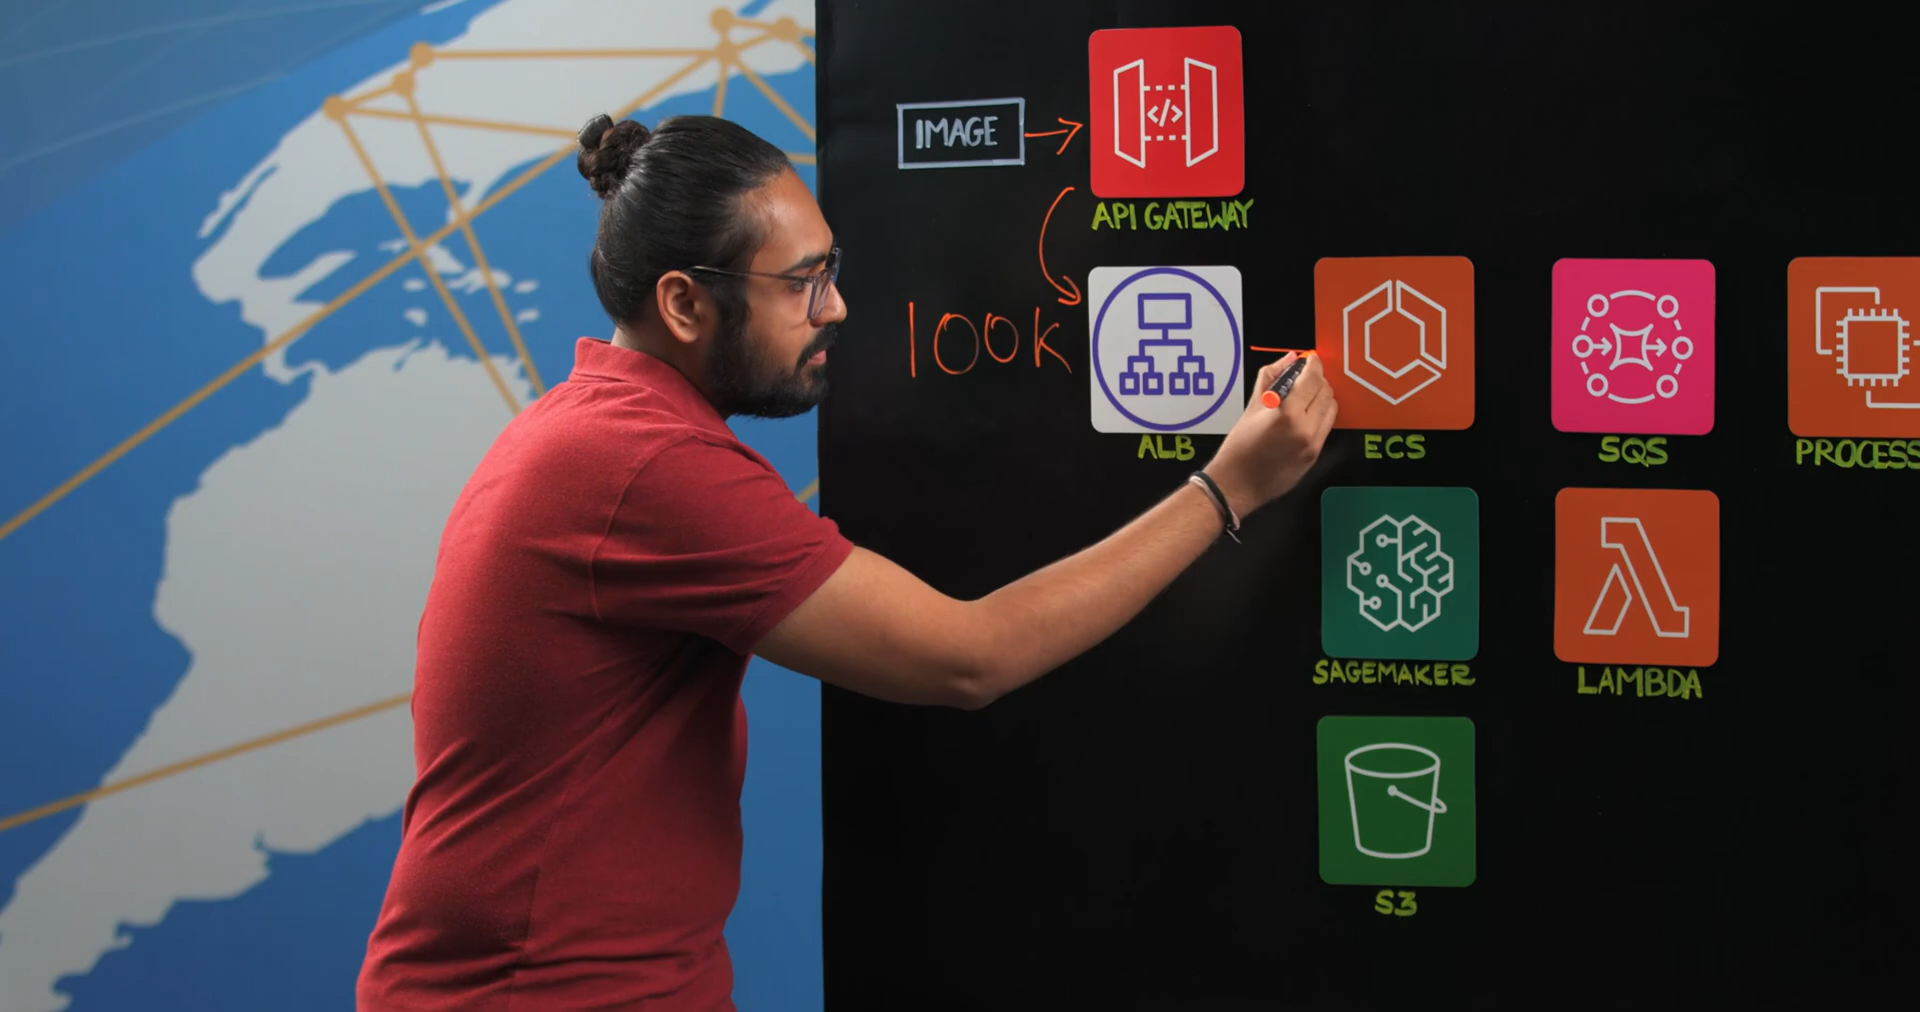 IMAGE
</>
API GATEWAY
100K
ALB
ECS
SQS
PROCESS
SAGEMAKER
LAMBDA
S3